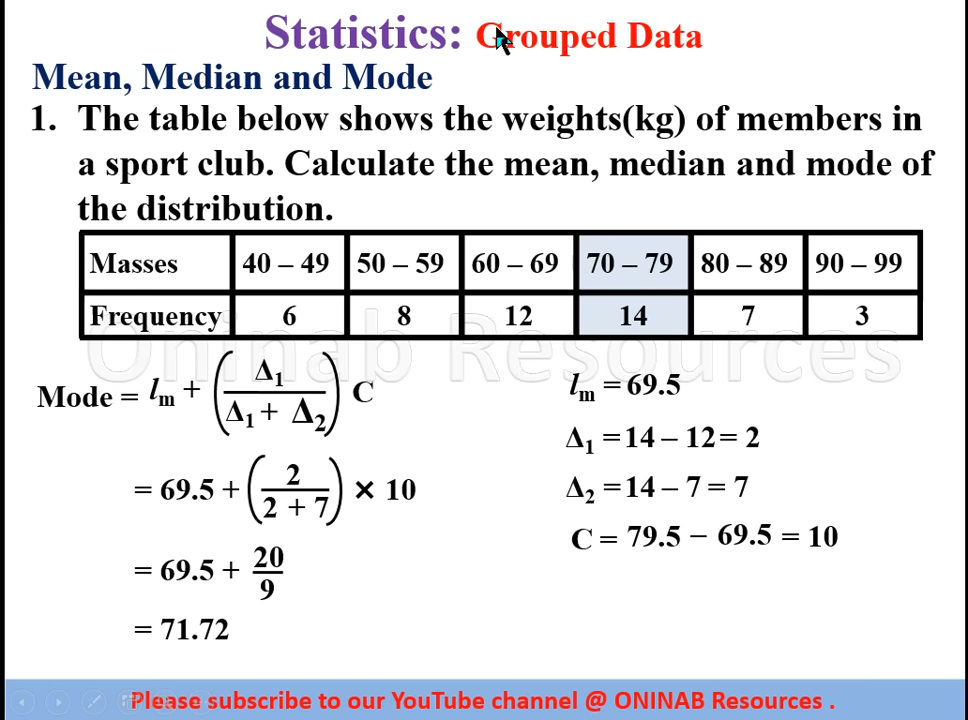 Statistics: Grouped Data
Mean, Median and Mode
1. The table below shows the weights(kg) of members in
a sport club. Calculate the mean, median and mode of
the distribution.
Masses 40 – 49 50 – 59 60 – 69 70 – 79 80 – 89 90 – 99
Frequency 6 8 12 14 7 3
Oninab Resources
Mode = lₘ + (Δ₁ / (Δ₁ + Δ₂)) C
= 69.5 + (2 / (2 + 7)) × 10
= 69.5 + 20/9
= 71.72
lₘ = 69.5
Δ₁ = 14 – 12 = 2
Δ₂ = 14 – 7 = 7
C = 79.5 – 69.5 = 10
Please subscribe to our YouTube channel @ ONINAB Resources .